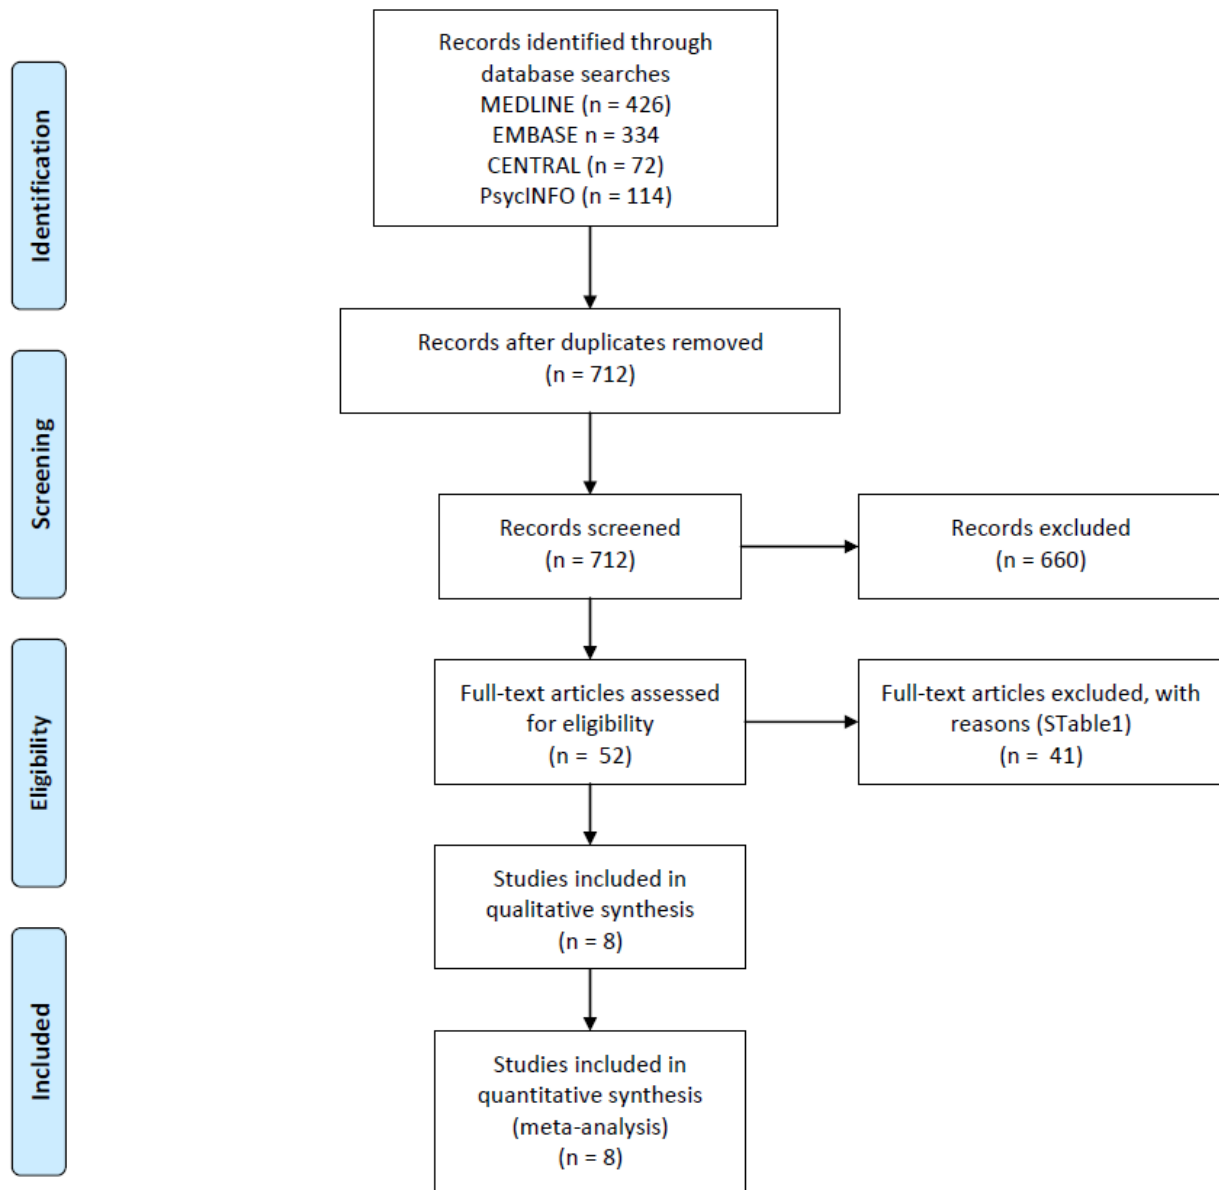 Identification
Records identified through
database searches
MEDLINE (n = 426)
EMBASE n = 334
CENTRAL (n = 72)
PsycINFO (n = 114)
Records after duplicates removed
(n = 712)
Screening
Records screened
(n = 712)
Records excluded
(n = 660)
Eligibility
Full-text articles assessed
for eligibility
(n =  52)
Full-text articles excluded, with
reasons (STable1)
(n =  41)
Studies included in
qualitative synthesis
(n = 8)
Included
Studies included in
quantitative synthesis
(meta-analysis)
(n = 8)